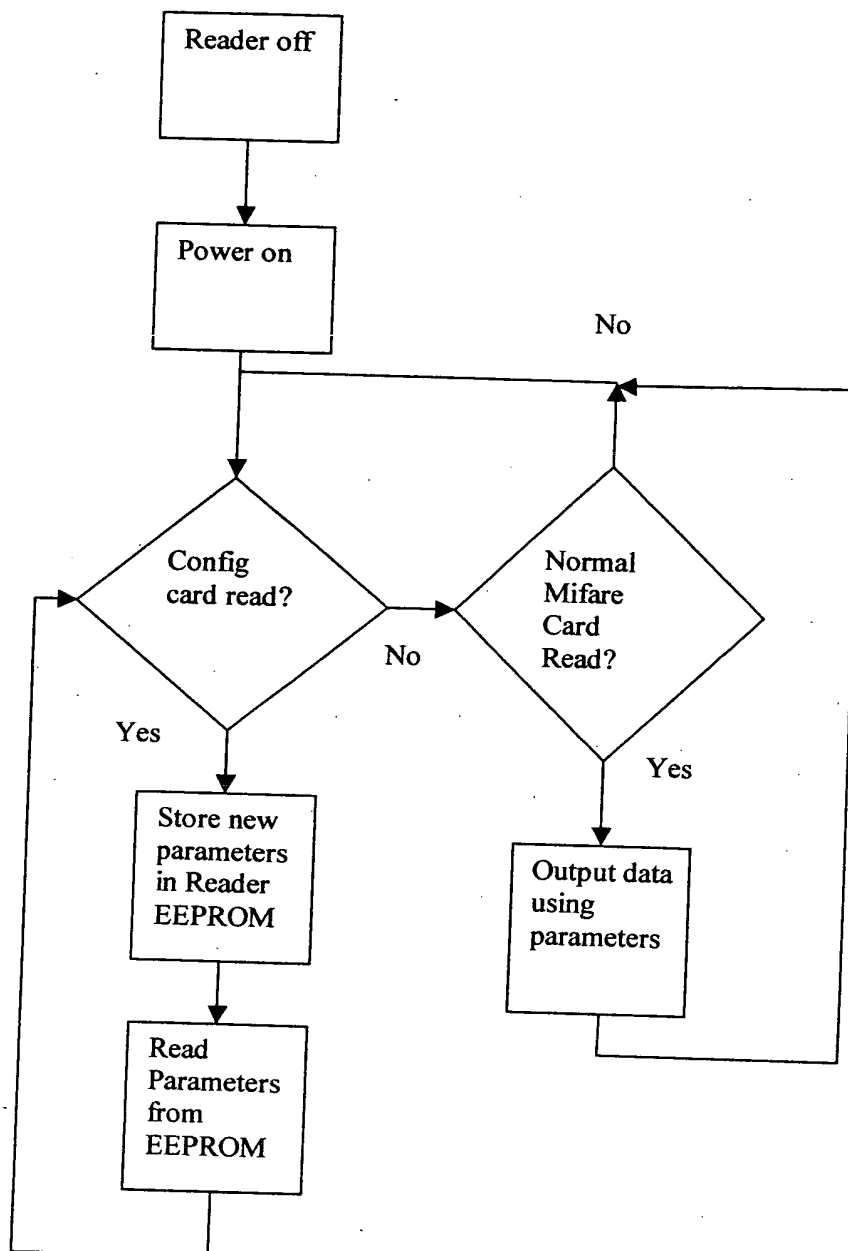 Reader off
Power on
No
Config
card read?
Normal
Mifare
Card
Read?
No
Yes
Yes
Store new
parameters
in Reader
EEPROM
Output data
using
parameters
Read
Parameters
from
EEPROM